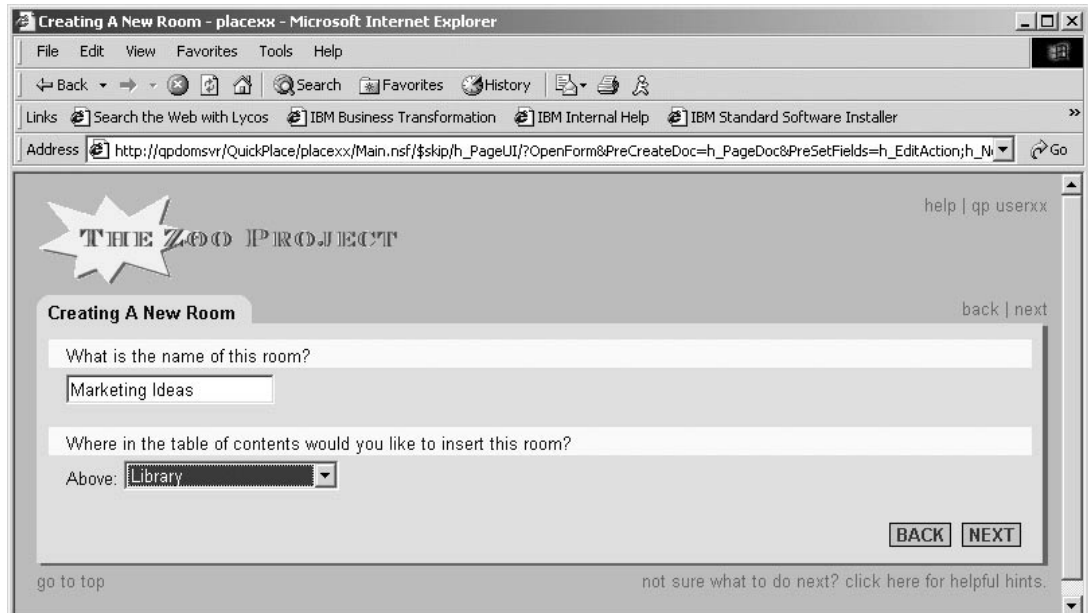 Creating A New Room - placexx - Microsoft Internet Explorer
File Edit View Favorites Tools Help
Back Search Favorites History
Links Search the Web with Lycos IBM Business Transformation IBM Internal Help IBM Standard Software Installer »
Address http://qpdomsvr/QuickPlace/placexx/Main.nsf/$skip/h_PageUI/?OpenForm&PreCreateDoc=h_PageDoc&PreSetFields=h_EditAction;h_N Go
help | qp userxx
THE ZOO PROJECT
Creating A New Room back | next
What is the name of this room?
Marketing Ideas
Where in the table of contents would you like to insert this room?
Above: Library
BACK NEXT
go to top not sure what to do next? click here for helpful hints.